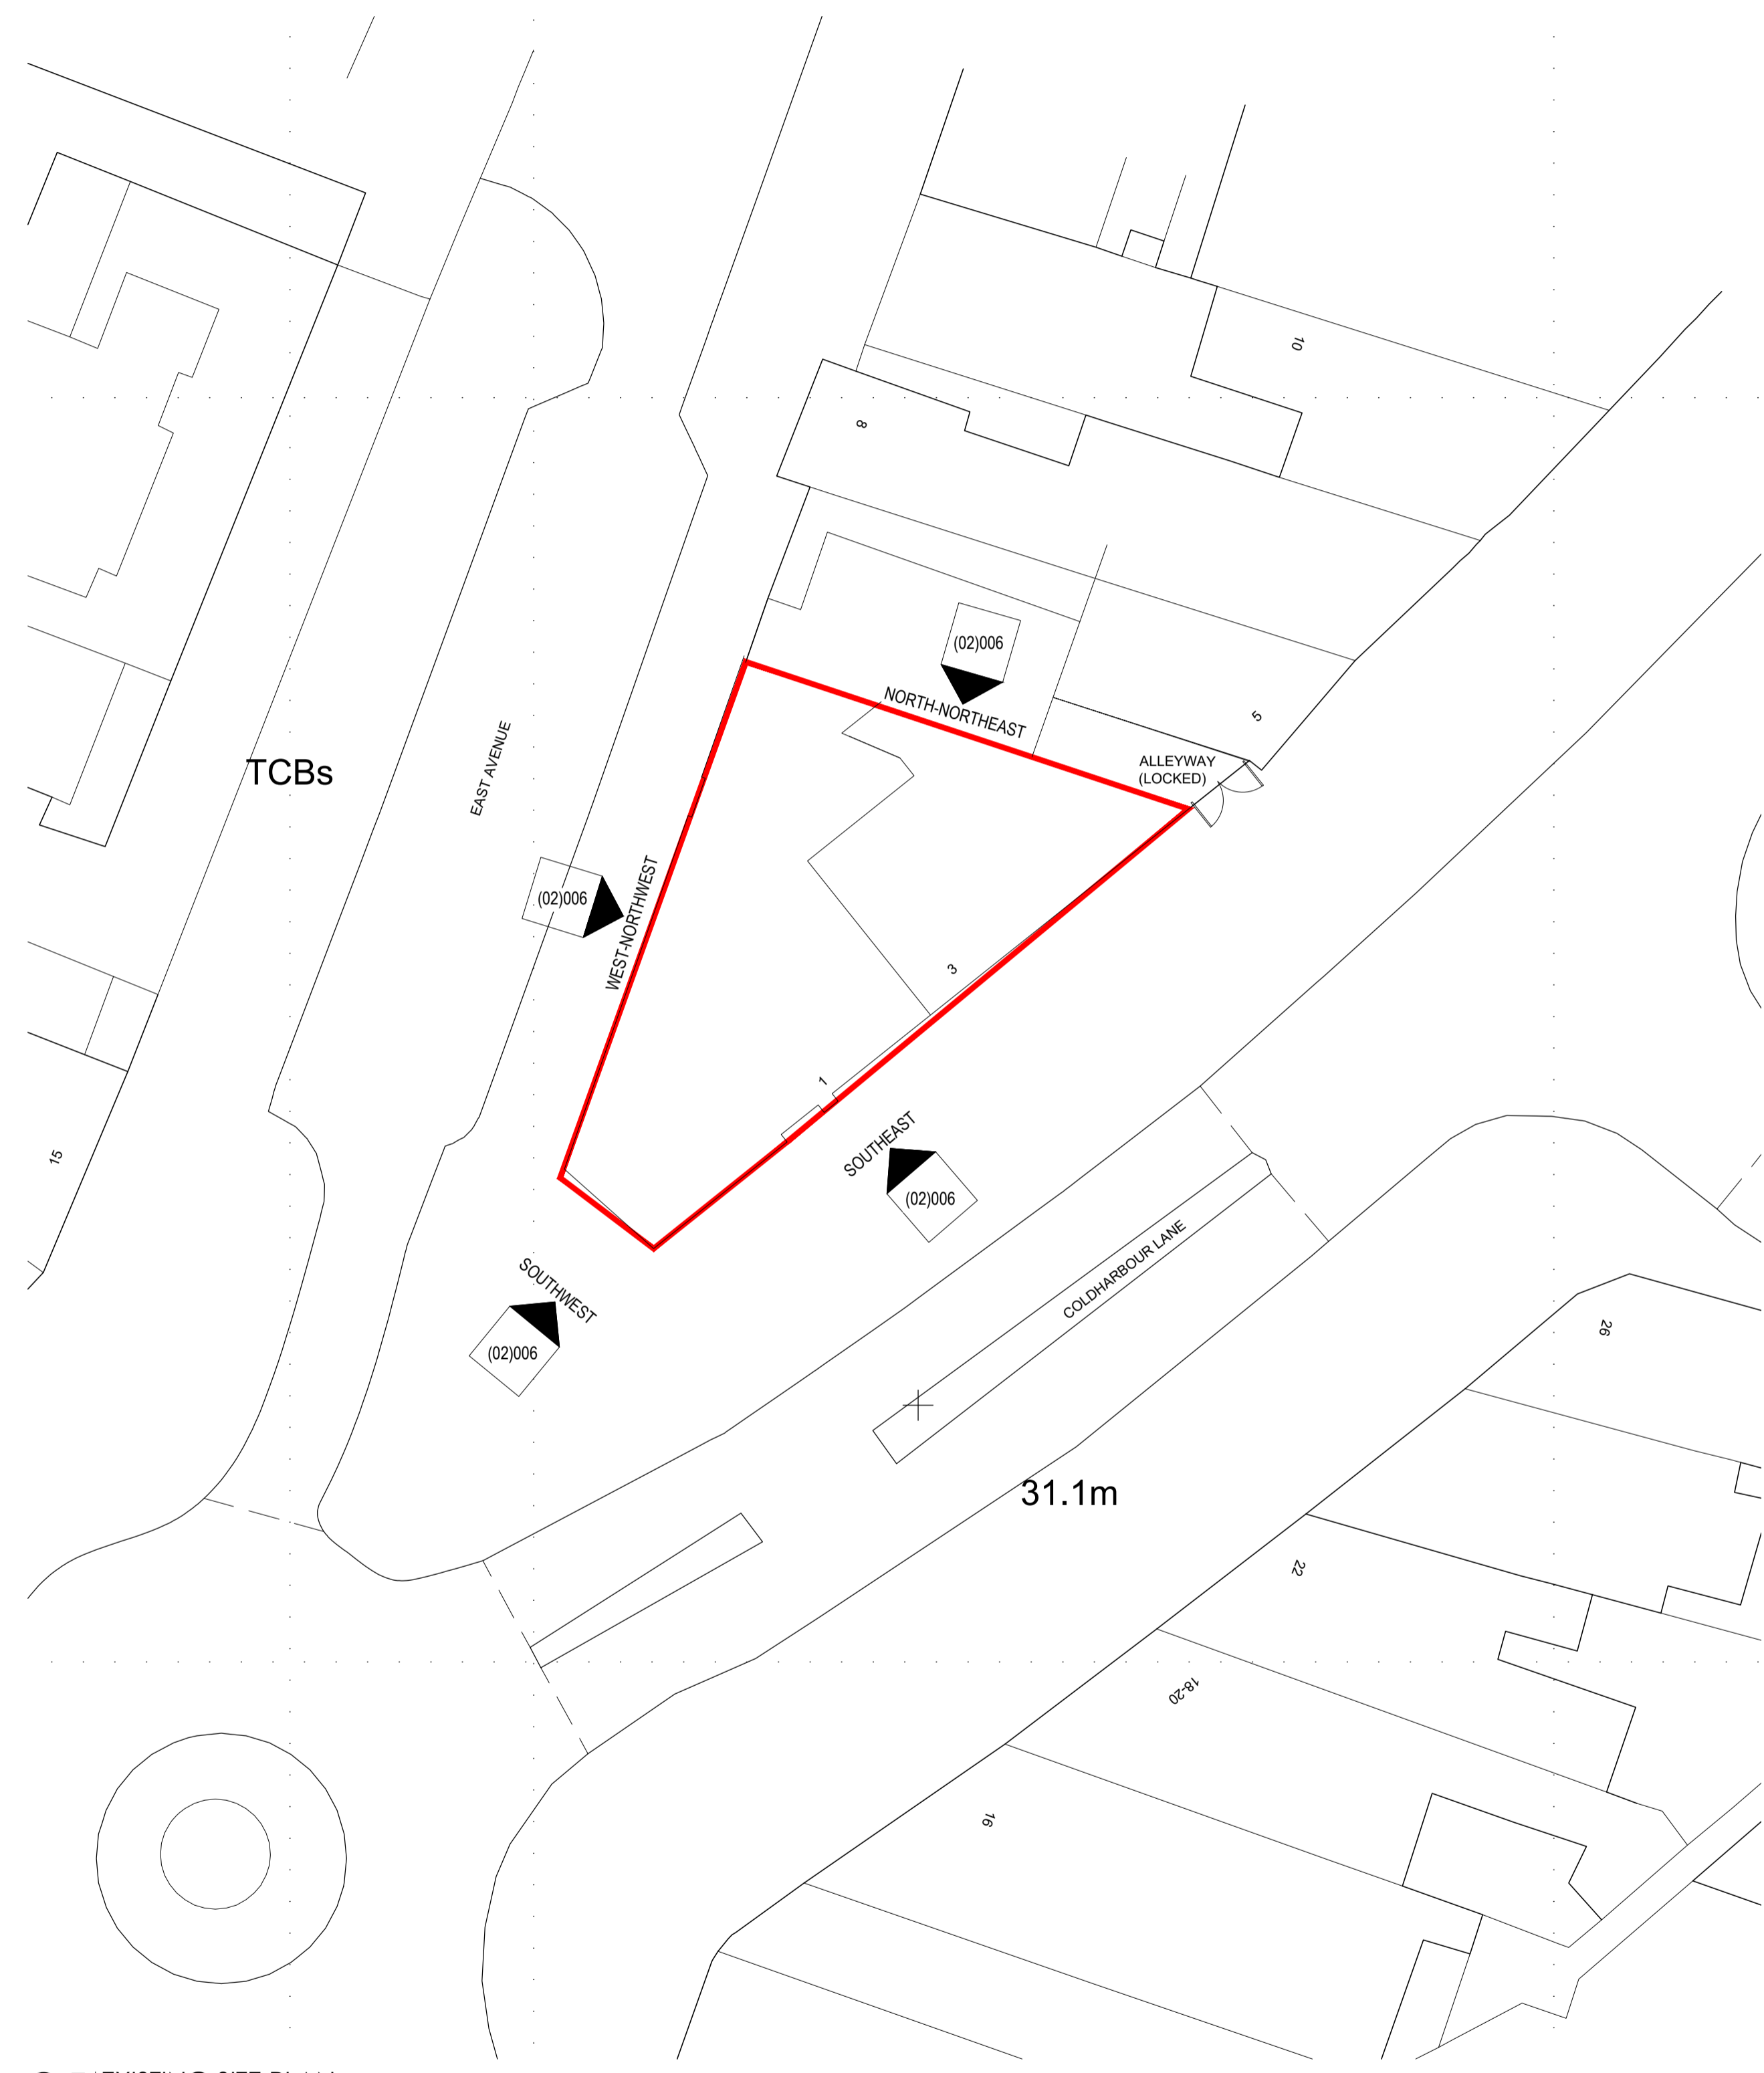 10
8
(02)006
NORTH-NORTHEAST
5
ALLEYWAY
(LOCKED)
TCBs
EAST AVENUE
(02)006
WEST-NORTHWEST
3
1
15
SOUTHEAST
(02)006
COLDHARBOUR LANE
SOUTHWEST
(02)006
26
31.1m
22
18-20
16